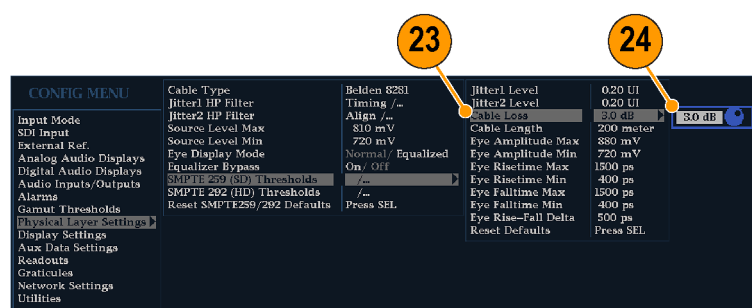 23
24
CONFIG MENU
Input Mode
SDI Input
External Ref.
Analog Audio Displays
Digital Audio Displays
Audio Inputs/Outputs
Alarms
Gamut Thresholds
Physical Layer Settings
Display Settings
Aux Data Settings
Readouts
Graticules
Network Settings
Utilities
Cable Type Belden 8281
Jitter1 HP Filter Timing /...
Jitter2 HP Filter Align /...
Source Level Max 810 mV
Source Level Min 720 mV
Eye Display Mode Normal/ Equalized
Equalizer Bypass On/ Off
SMPTE 259 (SD) Thresholds /...
SMPTE 292 (HD) Thresholds /...
Reset SMPTE259/292 Defaults Press SEL
Jitter1 Level 0.20 UI
Jitter2 Level 0.20 UI
Cable Loss 3.0 dB
Cable Length 200 meter
Eye Amplitude Max 880 mV
Eye Amplitude Min 720 mV
Eye Risetime Max 1500 ps
Eye Risetime Min 400 ps
Eye Falltime Max 1500 ps
Eye Falltime Min 400 ps
Eye Rise–Fall Delta 500 ps
Reset Defaults Press SEL
3.0 dB